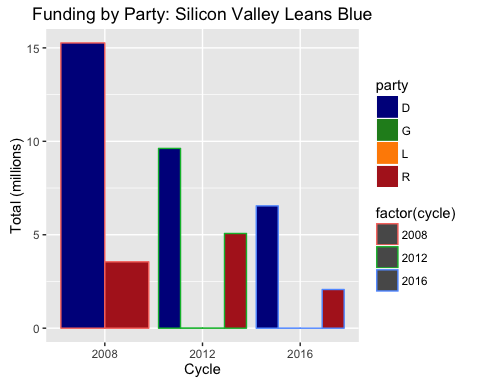 Funding by Party: Silicon Valley Leans Blue
15
10
5
0
Total (millions)
2008
2012
2016
Cycle
party
D
G
L
R
factor(cycle)
2008
2012
2016